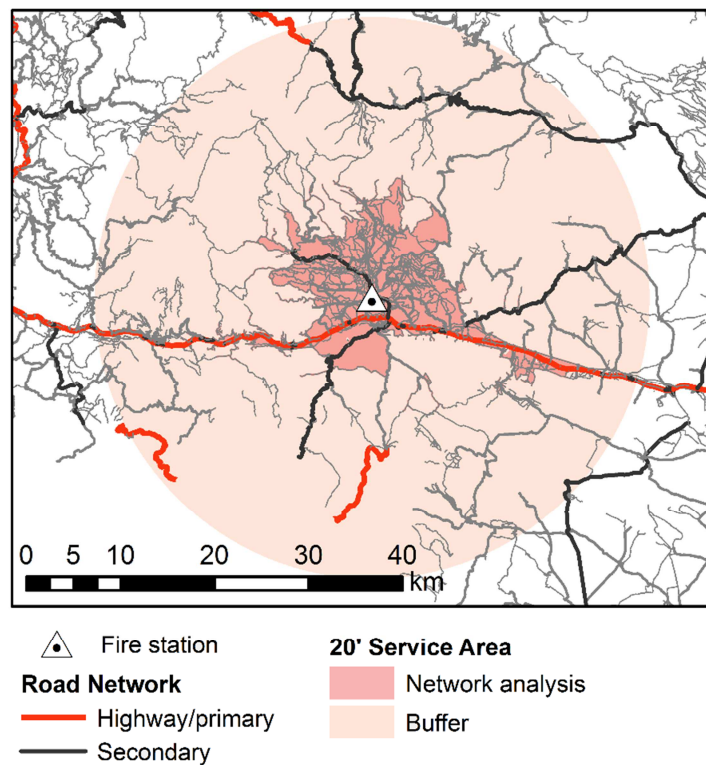 0 5 10 20 30 40
km
Fire station
Road Network
Highway/primary
Secondary
20' Service Area
Network analysis
Buffer